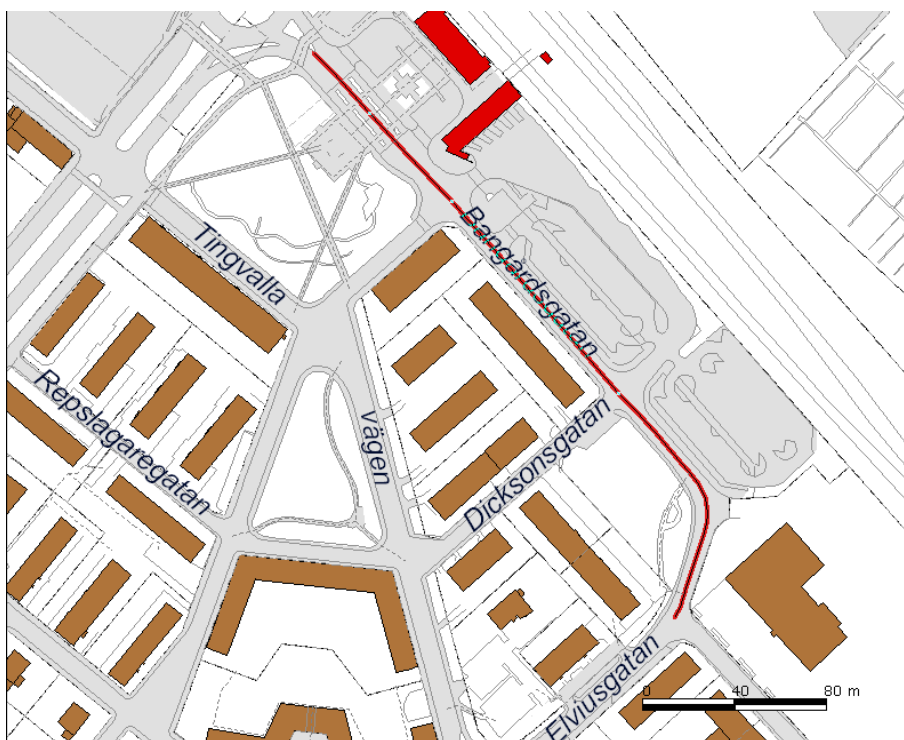 Bangårdsgatan
Tingvalla
Repslagaregatan
vägen
Dicksonsgatan
Elviusgatan
0 40 80 m